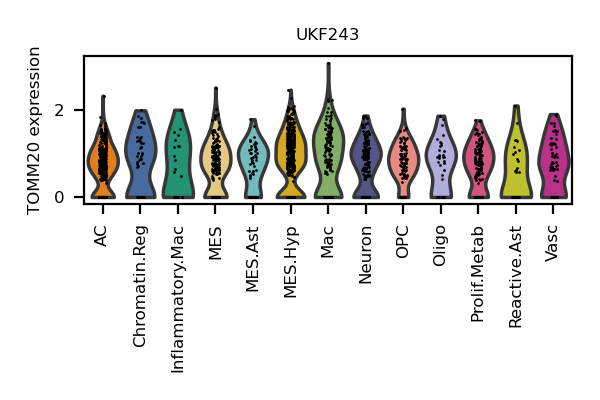 UKF243
TOMM20 expression
2
0
AC
Chromatin.Reg
Inflammatory.Mac
MES
MES.Ast
MES.Hyp
Mac
Neuron
OPC
Oligo
Prolif.Metab
Reactive.Ast
Vasc